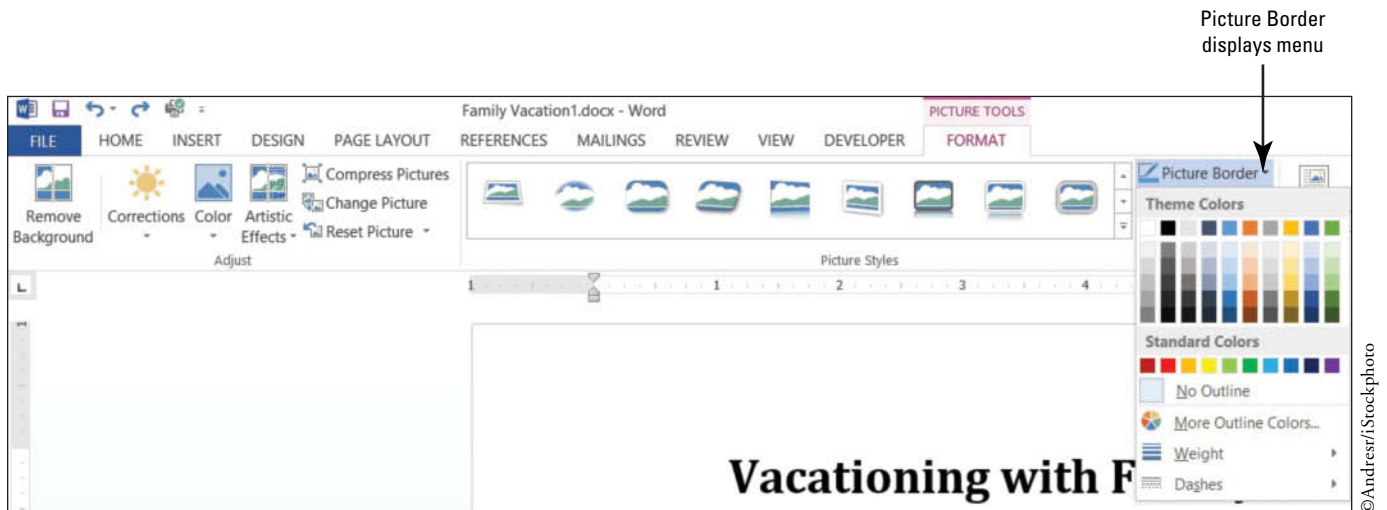 Picture Border
displays menu
Family Vacation1.docx - Word
PICTURE TOOLS
FILE HOME INSERT DESIGN PAGE LAYOUT REFERENCES MAILINGS REVIEW VIEW DEVELOPER FORMAT
Remove
Background
Corrections
Color
Artistic
Effects
Compress Pictures
Change Picture
Reset Picture
Adjust
Picture Styles
Picture Border
Theme Colors
Standard Colors
No Outline
More Outline Colors...
Weight
Dashes
L
1 1 2 3 4
1
Vacationing with F
©Andresr/iStockphoto